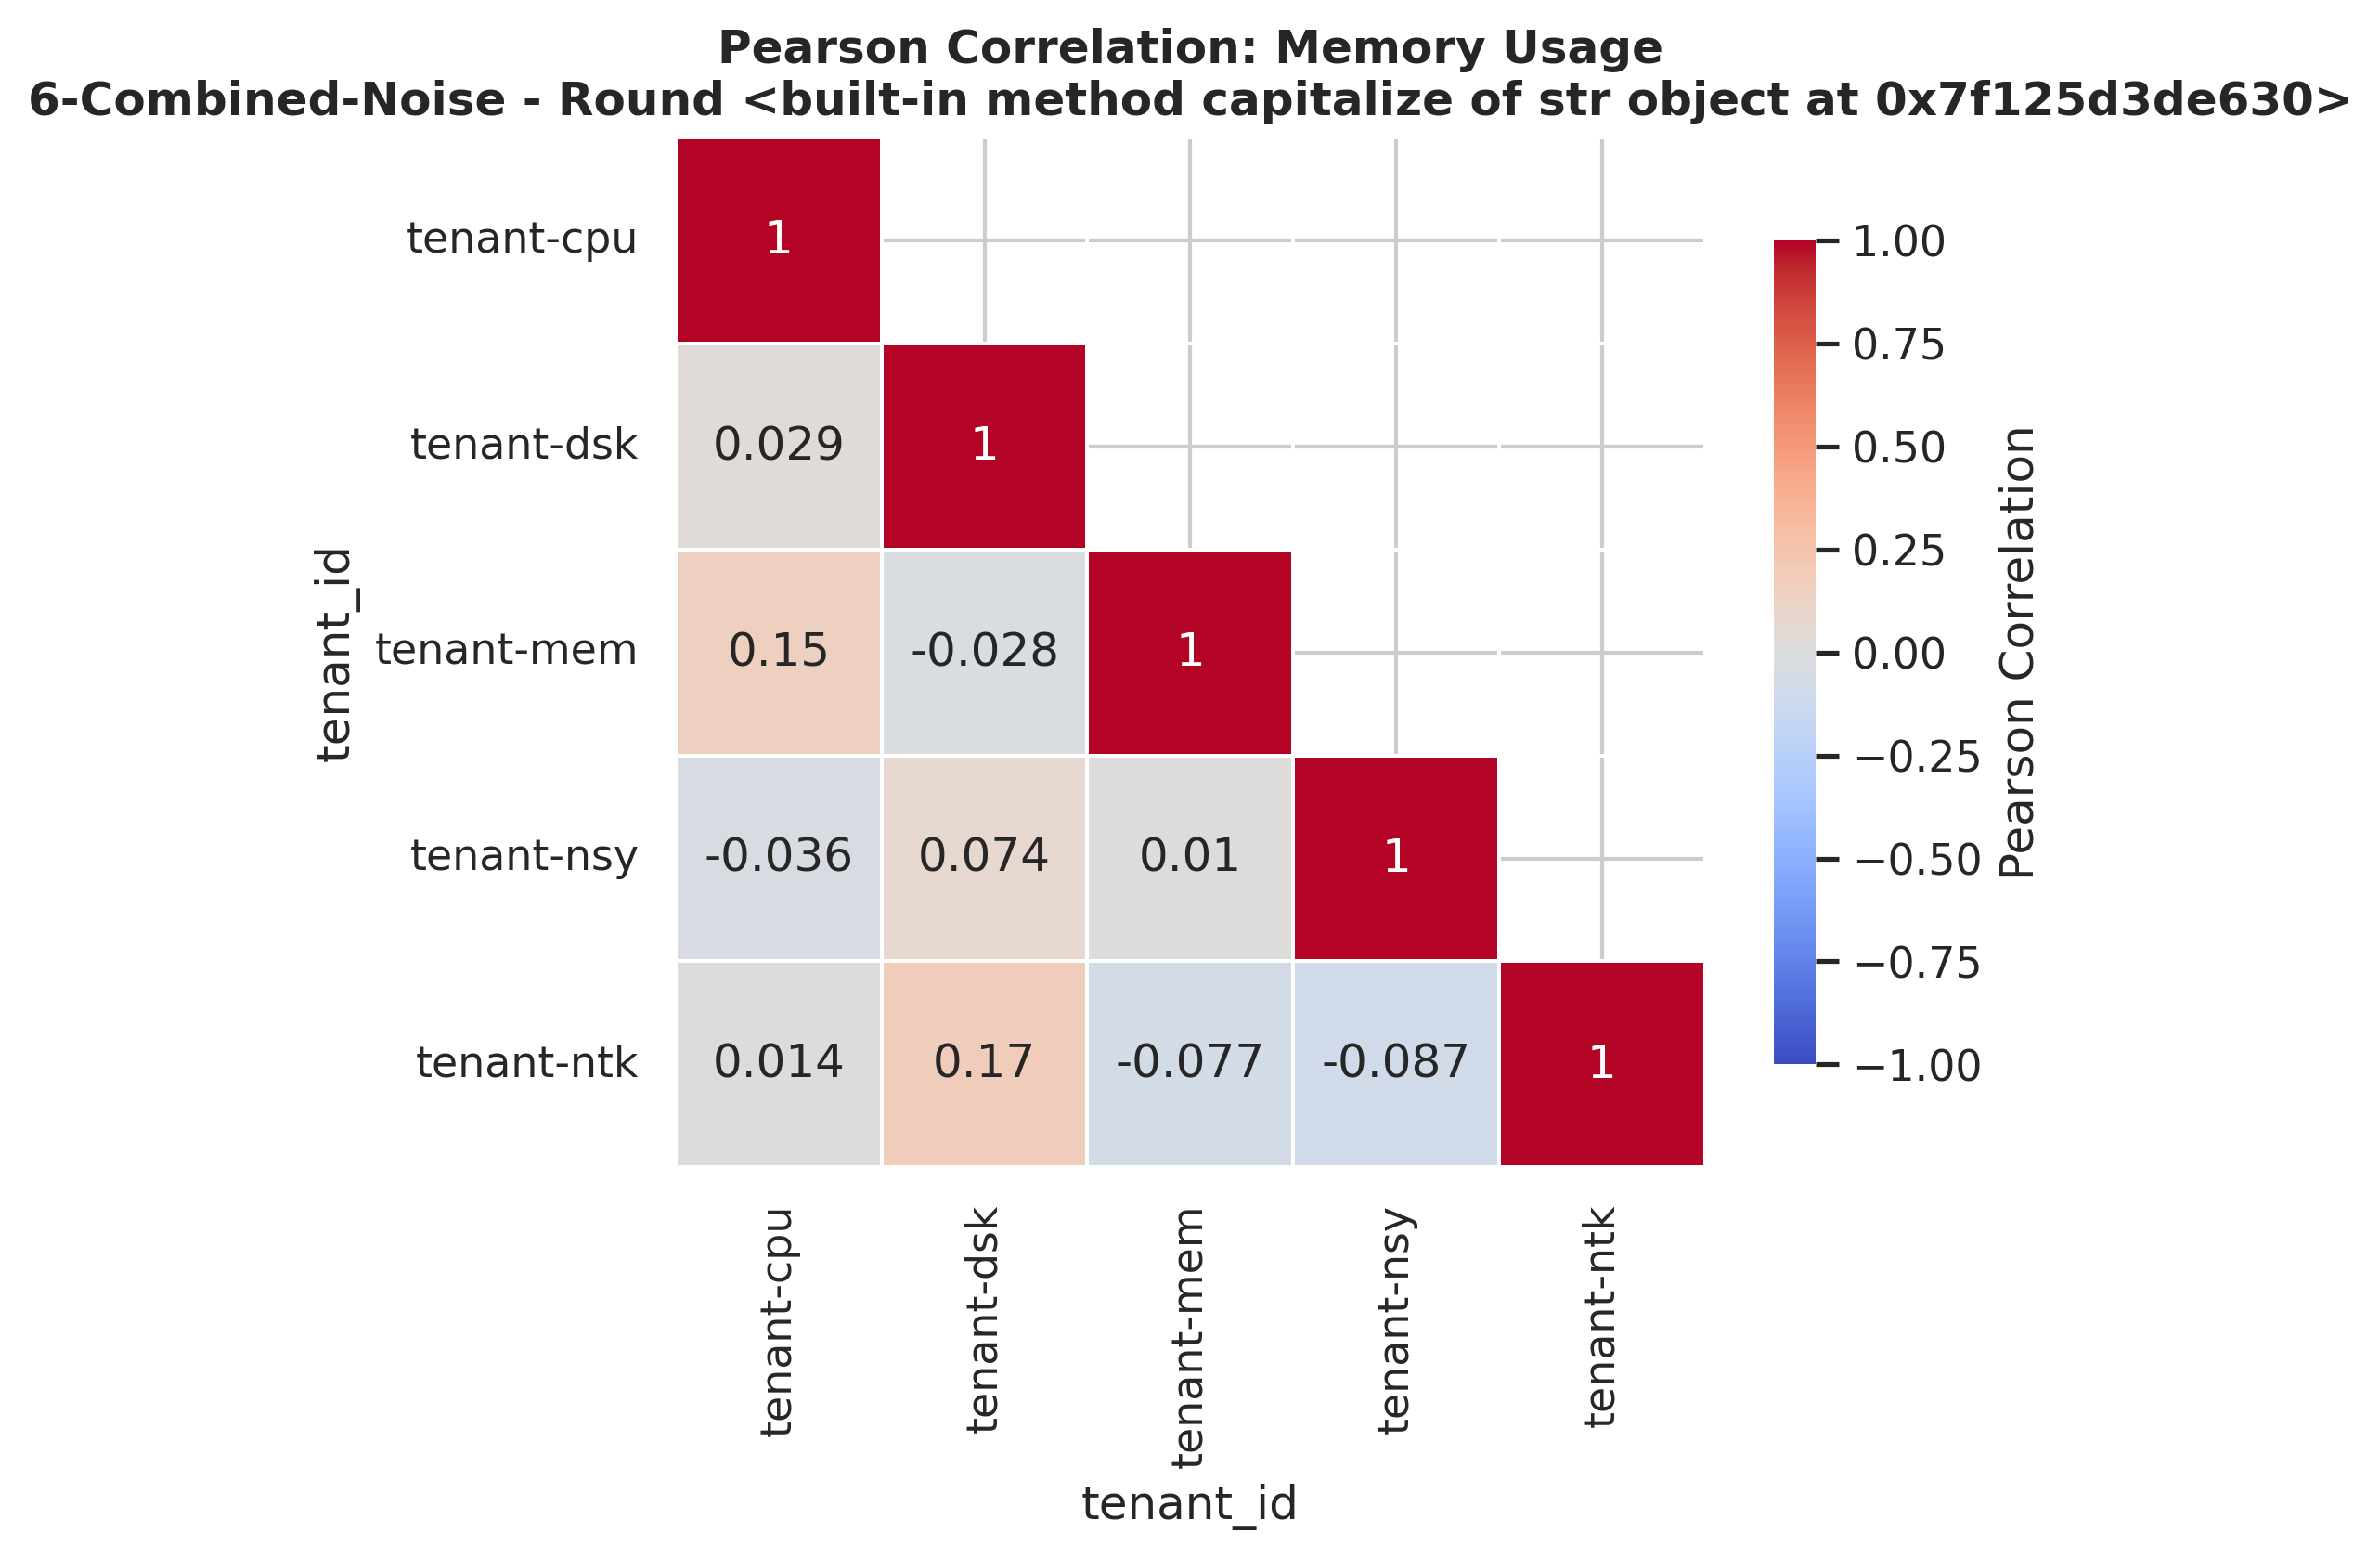 Pearson Correlation: Memory Usage
6-Combined-Noise - Round <built-in method capitalize of str object at 0x7f125d3de630>
tenant_id
tenant-cpu
1
tenant-dsk
0.029
1
tenant-mem
0.15
-0.028
1
tenant-nsy
-0.036
0.074
0.01
1
tenant-ntk
0.014
0.17
-0.077
-0.087
1
tenant-cpu
tenant-dsk
tenant-mem
tenant-nsy
tenant-ntk
tenant_id
1.00
0.75
0.50
0.25
0.00
−0.25
−0.50
−0.75
−1.00
Pearson Correlation